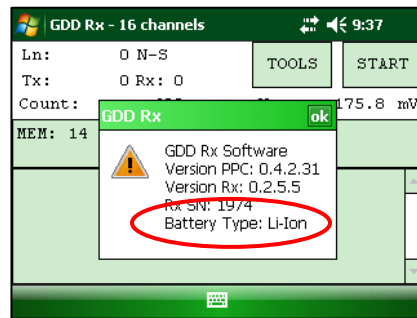 GDD Rx - 16 channels 9:37
Ln: 0 N-S
TOOLS START
Tx: 0 Rx: 0
Count: 175.8 mV
GDD Rx ok
MEM: 14
GDD Rx Software
Version PPC: 0.4.2.31
Version Rx: 0.2.5.5
Rx SN: 1974
Battery Type: Li-Ion